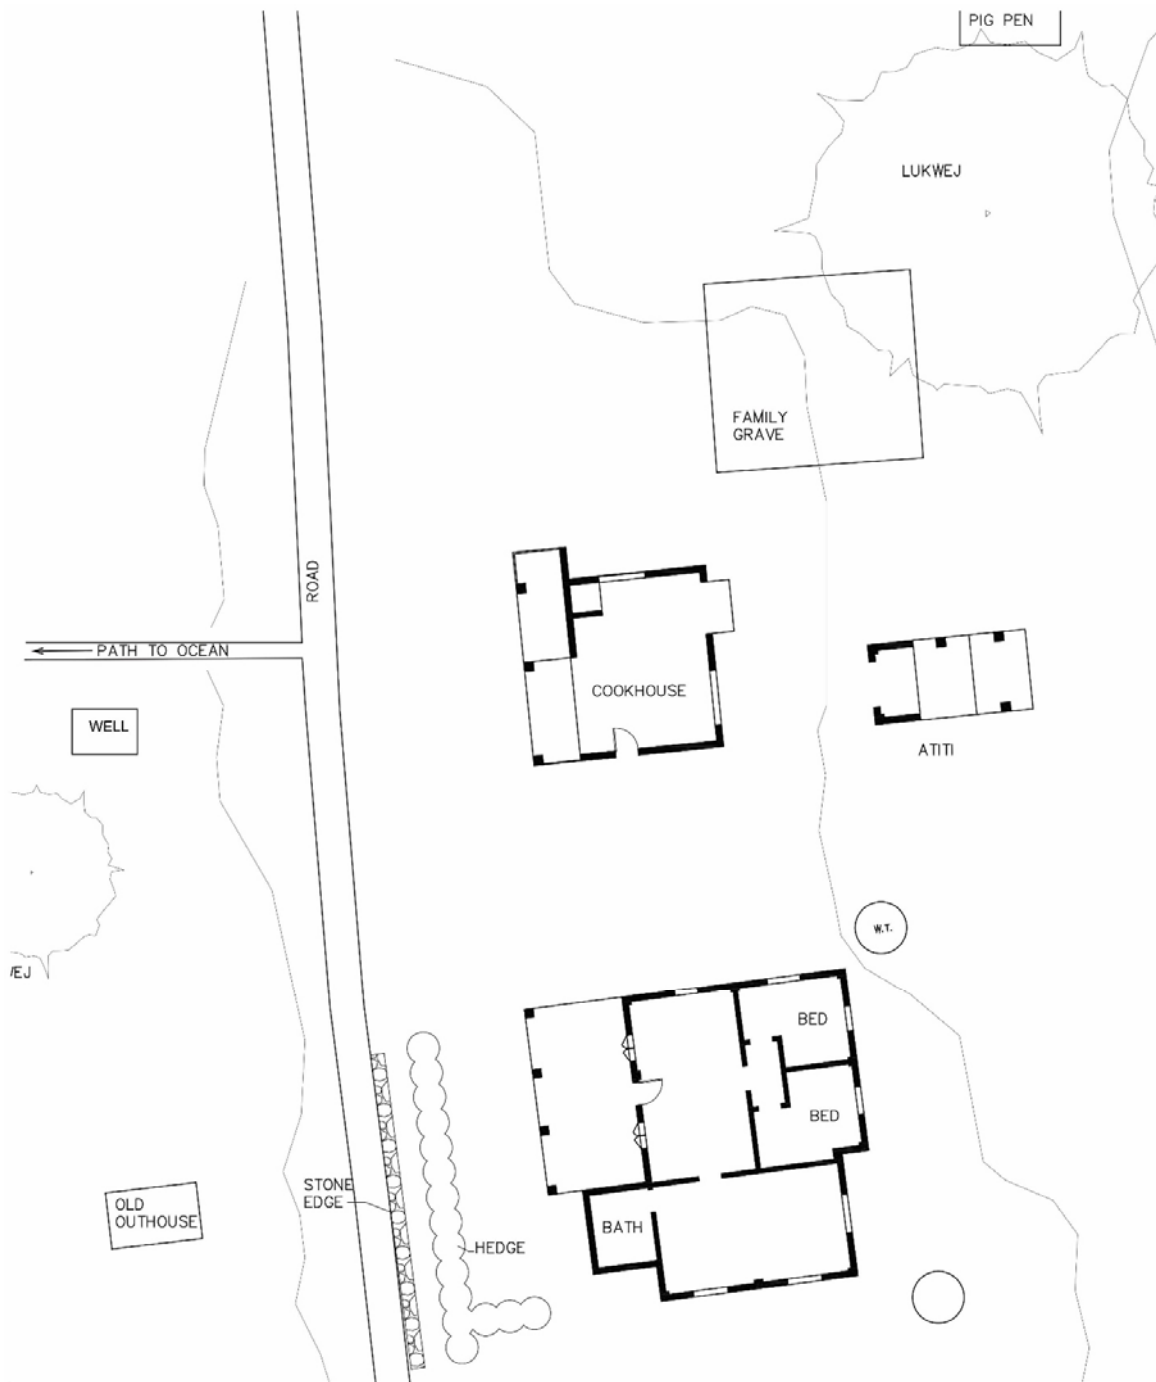 PIG PEN
LUKWEJ
FAMILY
GRAVE
ROAD
PATH TO OCEAN
COOKHOUSE
WELL
ATITI
W.T.
WEJ
BED
BED
STONE
EDGE
OLD
OUTHOUSE
BATH
HEDGE